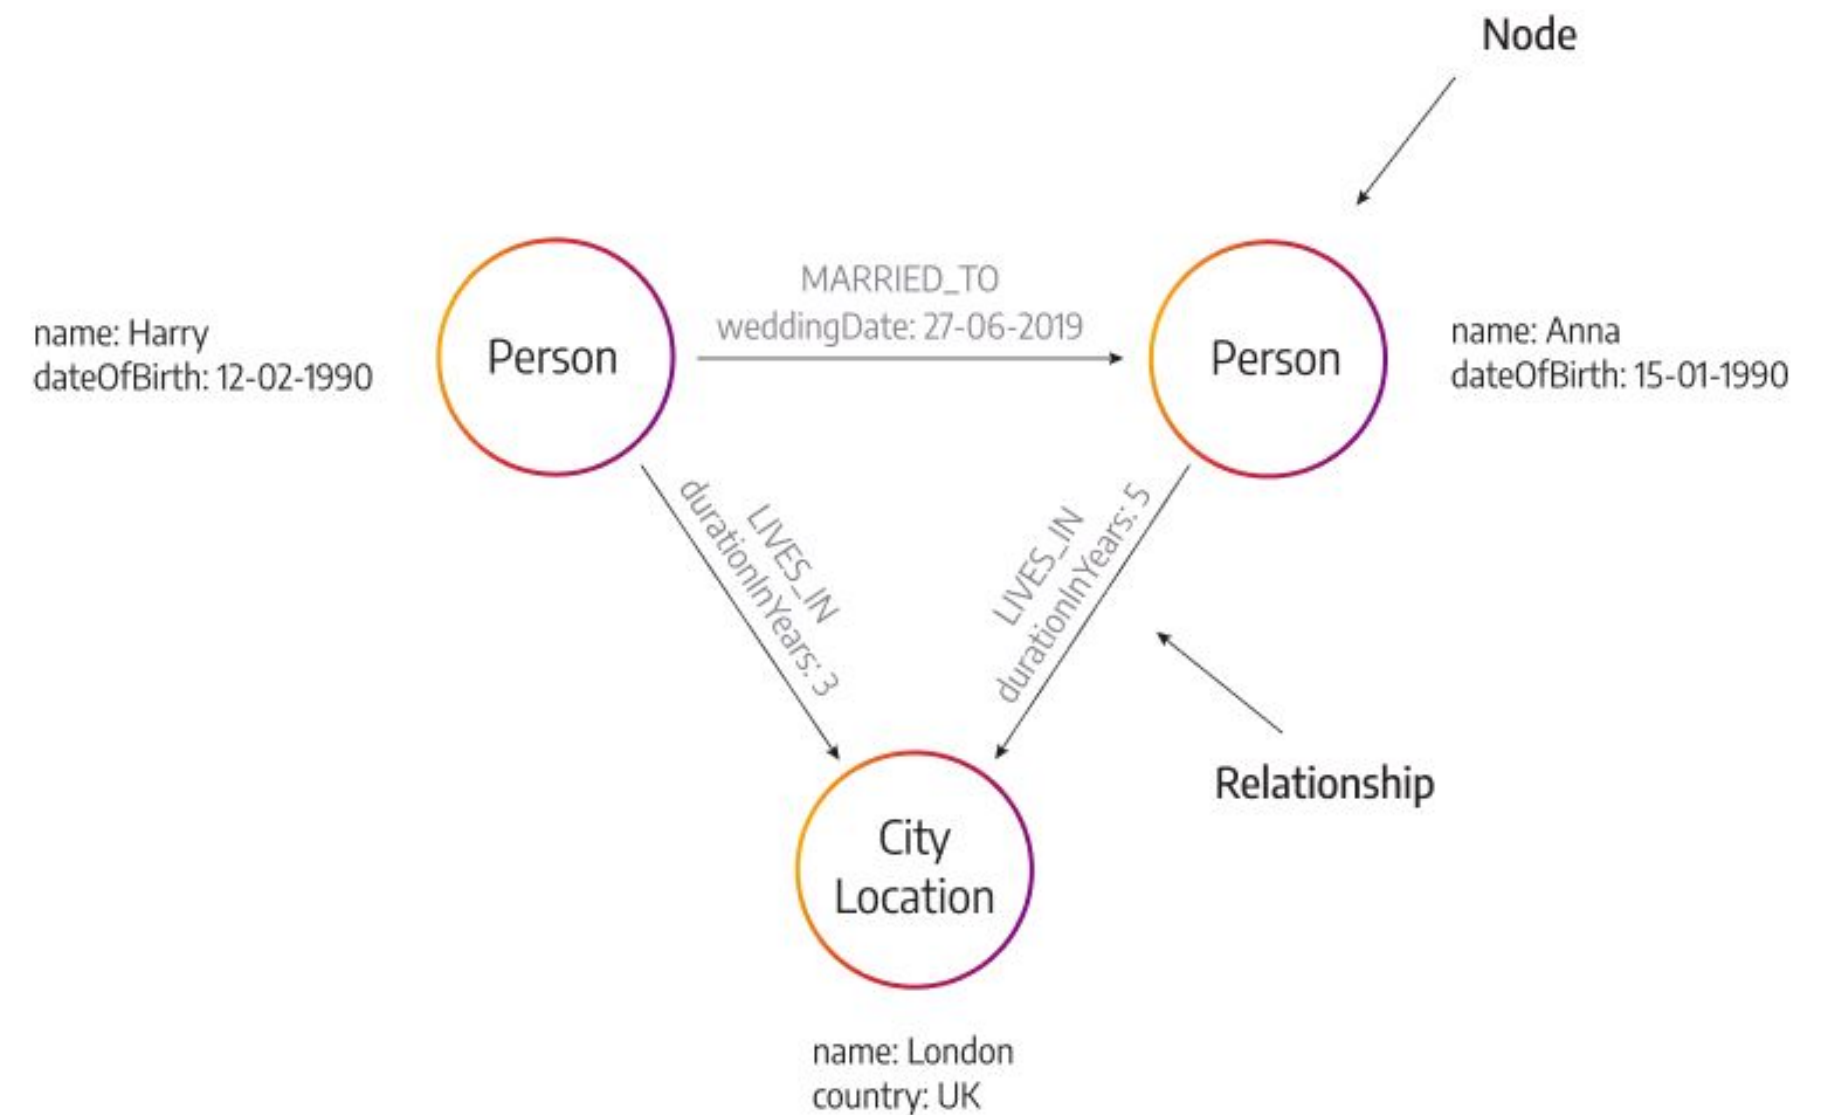 Node
MARRIED_TO
weddingDate: 27-06-2019
name: Harry
dateOfBirth: 12-02-1990
Person
Person
name: Anna
dateOfBirth: 15-01-1990
LIVES_IN
durationInYears: 3
LIVES_IN
durationInYears: 5
Relationship
City
Location
name: London
country: UK